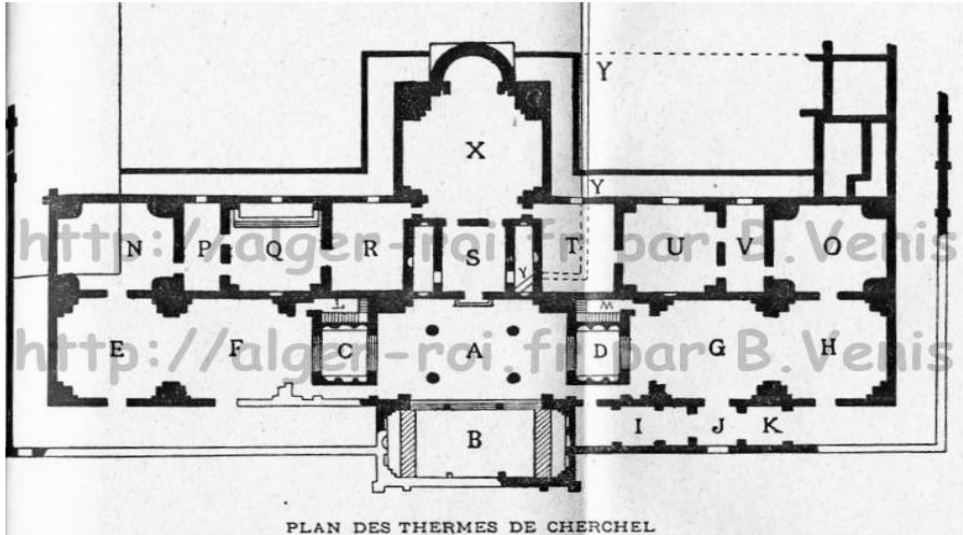 Y
X
Y
http://alger-roi.fr par B. Venis
N P Q R S T U V O
Y
L M
http://alger-roi.fr par B. Venis
E F C A D G H
I J K
B
PLAN DES THERMES DE CHERCHEL